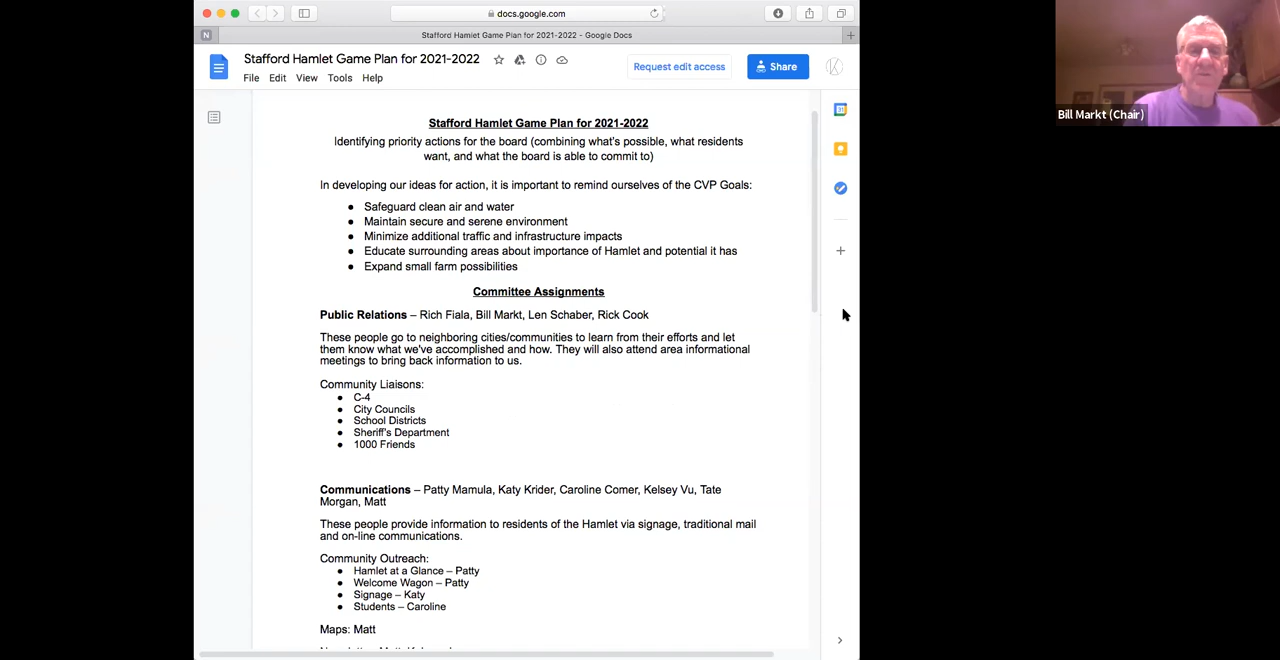 docs.google.com
N
Stafford Hamlet Game Plan for 2021-2022 - Google Docs
Stafford Hamlet Game Plan for 2021-2022
Request edit access
Share
File Edit View Tools Help
Bill Markt (Chair)
31
Stafford Hamlet Game Plan for 2021-2022
Identifying priority actions for the board (combining what's possible, what residents
want, and what the board is able to commit to)
In developing our ideas for action, it is important to remind ourselves of the CVP Goals:
● Safeguard clean air and water
● Maintain secure and serene environment
● Minimize additional traffic and infrastructure impacts
● Educate surrounding areas about importance of Hamlet and potential it has
● Expand small farm possibilities
Committee Assignments
Public Relations – Rich Fiala, Bill Markt, Len Schaber, Rick Cook
These people go to neighboring cities/communities to learn from their efforts and let
them know what we've accomplished and how. They will also attend area informational
meetings to bring back information to us.
Community Liaisons:
● C-4
● City Councils
● School Districts
● Sheriff's Department
● 1000 Friends
Communications – Patty Mamula, Katy Krider, Caroline Comer, Kelsey Vu, Tate
Morgan, Matt
These people provide information to residents of the Hamlet via signage, traditional mail
and on-line communications.
Community Outreach:
● Hamlet at a Glance – Patty
● Welcome Wagon – Patty
● Signage – Katy
● Students – Caroline
Maps: Matt